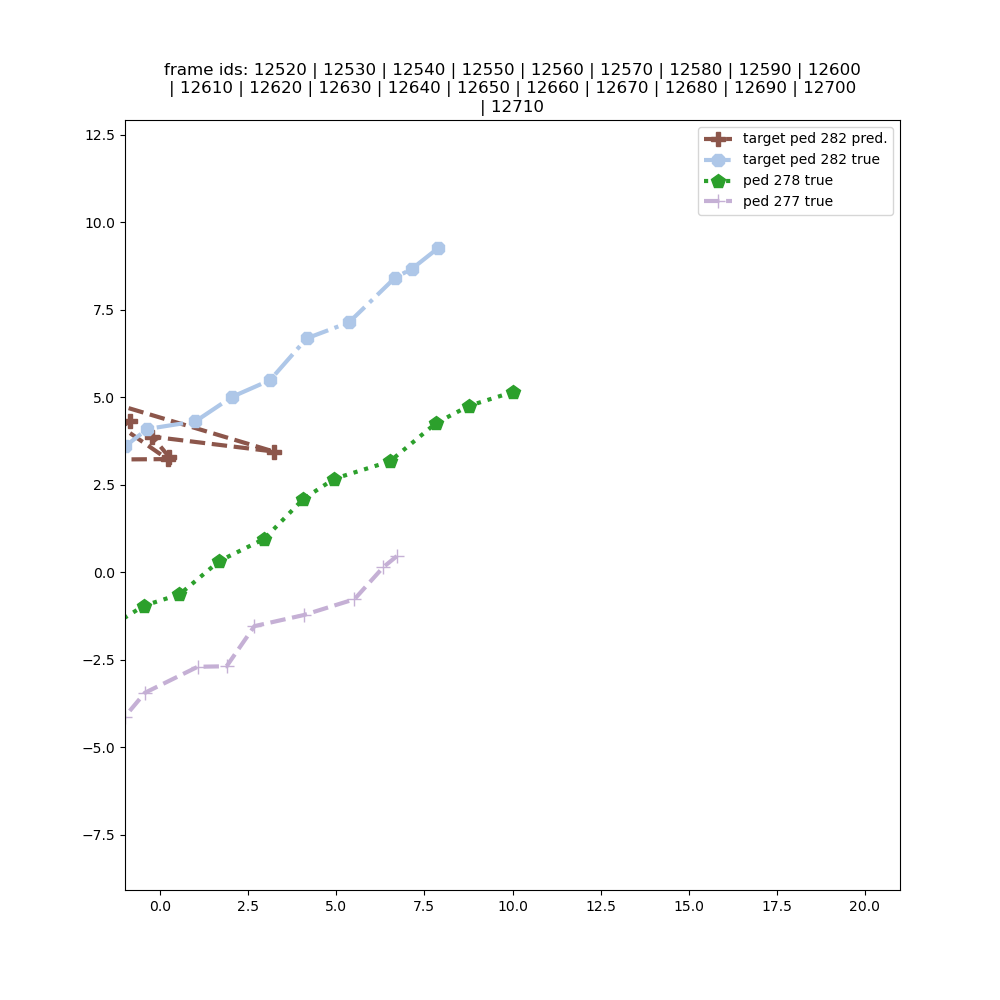 frame ids: 12520 | 12530 | 12540 | 12550 | 12560 | 12570 | 12580 | 12590 | 12600
| 12610 | 12620 | 12630 | 12640 | 12650 | 12660 | 12670 | 12680 | 12690 | 12700
| 12710
target ped 282 pred.
target ped 282 true
ped 278 true
ped 277 true
12.5
10.0
7.5
5.0
2.5
0.0
−2.5
−5.0
−7.5
0.0 2.5 5.0 7.5 10.0 12.5 15.0 17.5 20.0